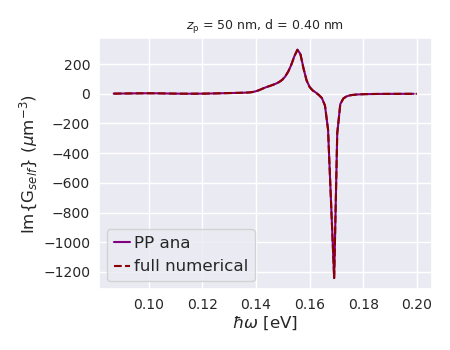 z_p = 50 nm, d = 0.40 nm
Im{G_self} (μm⁻³)
200
0
−200
−400
−600
−800
−1000
−1200
PP ana
full numerical
0.10 0.12 0.14 0.16 0.18 0.20
ℏω [eV]